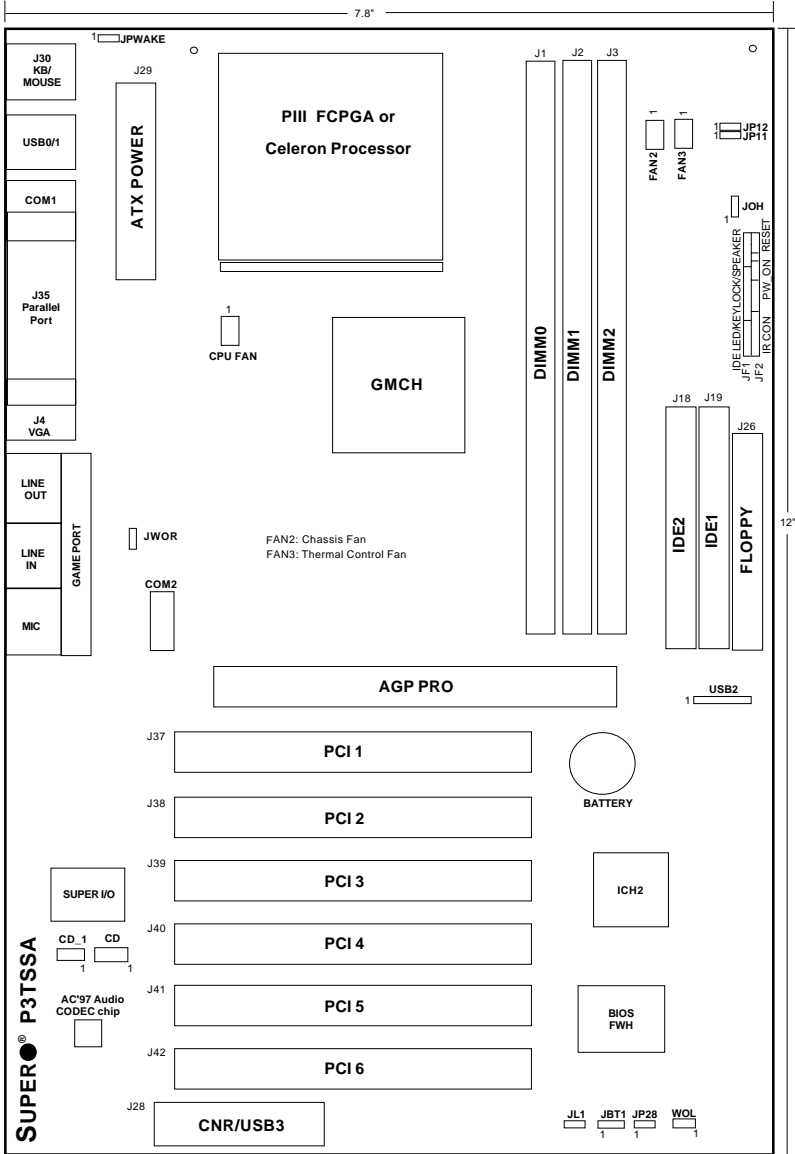 7.8"
1
JPWAKE
J30
KB/
MOUSE
J29
J1
J2
J3
PIII FCPGA or
Celeron Processor
ATX POWER
USB0/1
1
1
FAN2
FAN3
1
JP12
1
JP11
COM1
JOH
1
J35
Parallel
Port
IDE LED/KEYLOCK/SPEAKER
JF1
JF2
IR CON
PW_ON
RESET
1
CPU FAN
GMCH
DIMM0
DIMM1
DIMM2
J4
VGA
J18
J19
J26
LINE
OUT
LINE
IN
MIC
GAME PORT
JWOR
FAN2: Chassis Fan
FAN3: Thermal Control Fan
IDE2
IDE1
FLOPPY
12"
COM2
AGP PRO
USB2
1
J37
PCI 1
BATTERY
J38
PCI 2
J39
PCI 3
SUPER I/O
ICH2
J40
PCI 4
CD_1
CD
1
1
J41
PCI 5
AC'97 Audio
CODEC chip
BIOS
FWH
J42
PCI 6
SUPER® P3TSSA
J28
CNR/USB3
JL1
JBT1
JP28
WOL
1
1
1